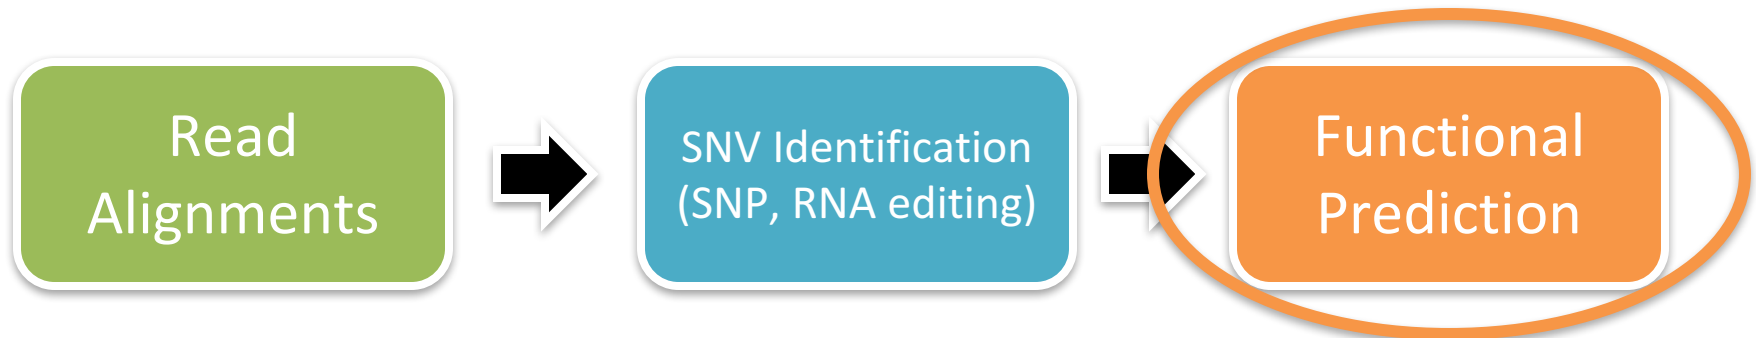 Read
Alignments
SNV Identification
(SNP, RNA editing)
Functional
Prediction